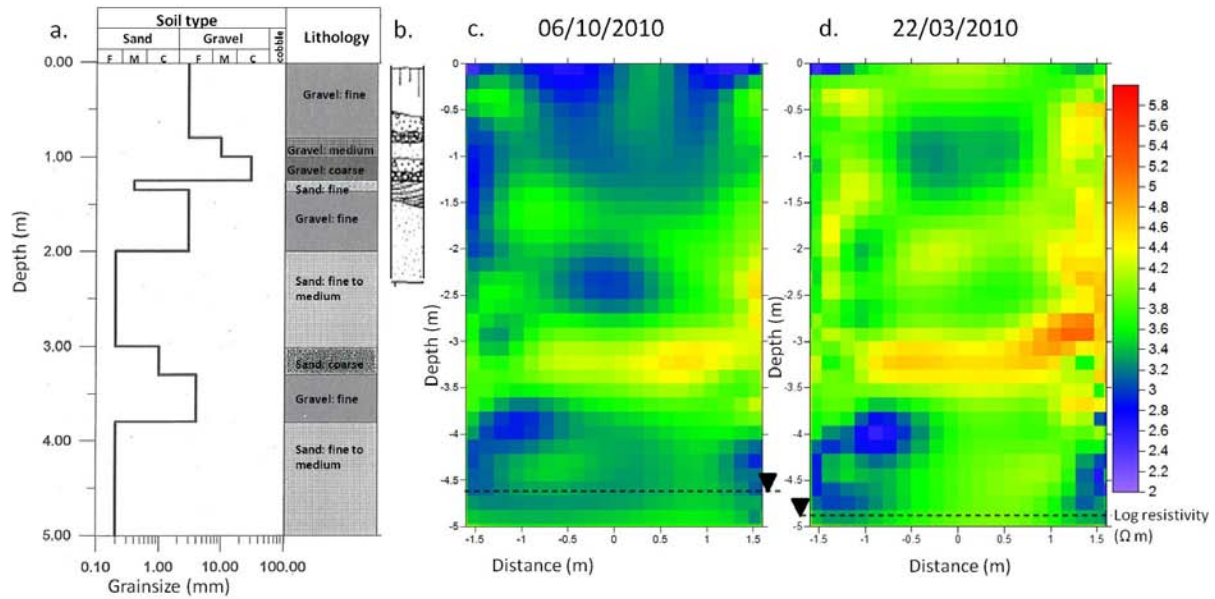 a.
Soil type
Sand
Gravel
cobble
F M C F M C
Lithology
b.
c.
06/10/2010
d.
22/03/2010
Depth (m)
0.00
1.00
2.00
3.00
4.00
5.00
0.10 1.00 10.00 100.00
Grainsize (mm)
Gravel: fine
Gravel: medium
Gravel: coarse
Sand: fine
Gravel: fine
Sand: fine to
medium
Sand: coarse
Gravel: fine
Sand: fine to
medium
Depth (m)
0
-0.5
-1
-1.5
-2
-2.5
-3
-3.5
-4
-4.5
-5
-1.5 -1 -0.5 0 0.5 1 1.5
Distance (m)
Depth (m)
0
-0.5
-1
-1.5
-2
-2.5
-3
-3.5
-4
-4.5
-5
-1.5 -1 -0.5 0 0.5 1 1.5
Distance (m)
5.8
5.6
5.4
5.2
5
4.8
4.6
4.4
4.2
4
3.8
3.6
3.4
3.2
3
2.8
2.6
2.4
2.2
2
Log resistivity
(Ω m)